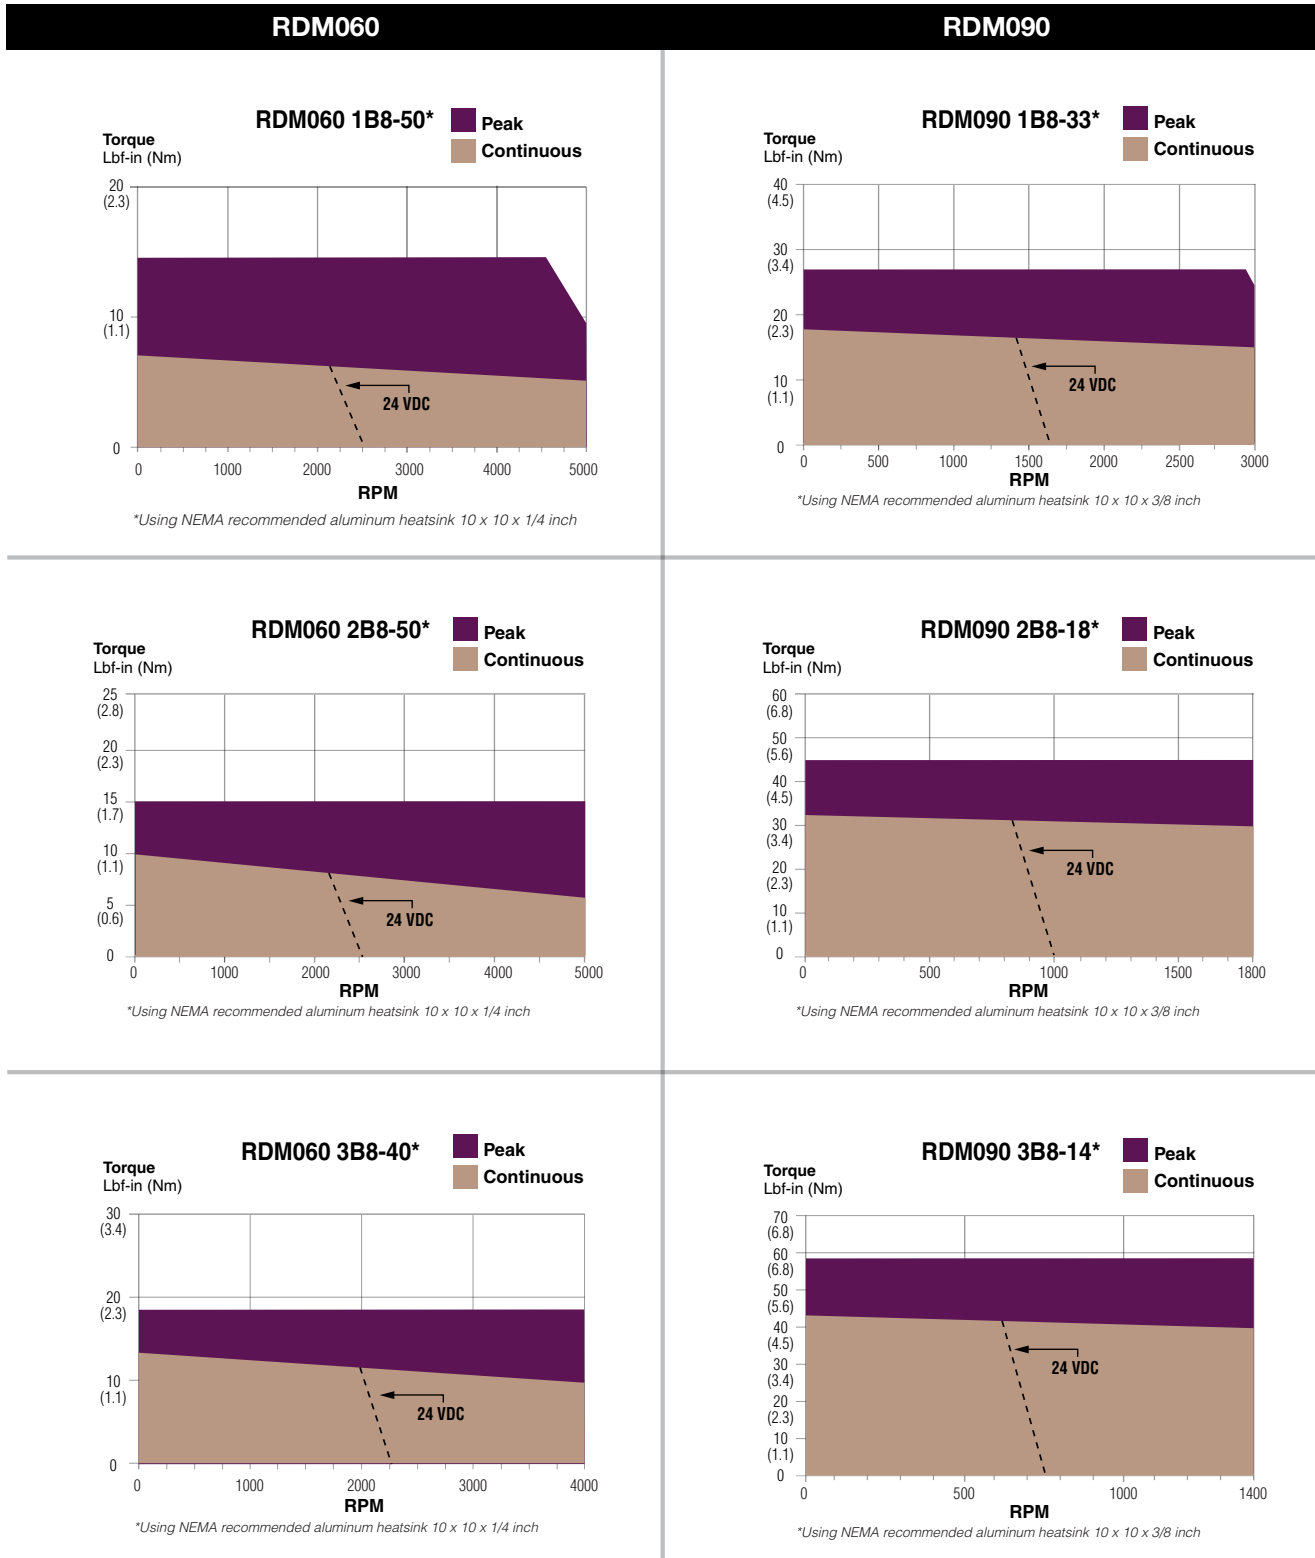 RDM060
RDM090
RDM060 1B8-50*
Peak
Continuous
Torque
Lbf-in (Nm)
20
(2.3)
10
(1.1)
0
24 VDC
0 1000 2000 3000 4000 5000
RPM
*Using NEMA recommended aluminum heatsink 10 x 10 x 1/4 inch
RDM090 1B8-33*
Peak
Continuous
Torque
Lbf-in (Nm)
40
(4.5)
30
(3.4)
20
(2.3)
10
(1.1)
0
24 VDC
0 500 1000 1500 2000 2500 3000
RPM
*Using NEMA recommended aluminum heatsink 10 x 10 x 3/8 inch
RDM060 2B8-50*
Peak
Continuous
Torque
Lbf-in (Nm)
25
(2.8)
20
(2.3)
15
(1.7)
10
(1.1)
5
(0.6)
0
24 VDC
0 1000 2000 3000 4000 5000
RPM
*Using NEMA recommended aluminum heatsink 10 x 10 x 1/4 inch
RDM090 2B8-18*
Peak
Continuous
Torque
Lbf-in (Nm)
60
(6.8)
50
(5.6)
40
(4.5)
30
(3.4)
20
(2.3)
10
(1.1)
0
24 VDC
0 500 1000 1500 1800
RPM
*Using NEMA recommended aluminum heatsink 10 x 10 x 3/8 inch
RDM060 3B8-40*
Peak
Continuous
Torque
Lbf-in (Nm)
30
(3.4)
20
(2.3)
10
(1.1)
0
24 VDC
0 1000 2000 3000 4000
RPM
*Using NEMA recommended aluminum heatsink 10 x 10 x 1/4 inch
RDM090 3B8-14*
Peak
Continuous
Torque
Lbf-in (Nm)
70
(6.8)
60
(6.8)
50
(5.6)
40
(4.5)
30
(3.4)
20
(2.3)
10
(1.1)
0
24 VDC
0 500 1000 1400
RPM
*Using NEMA recommended aluminum heatsink 10 x 10 x 3/8 inch